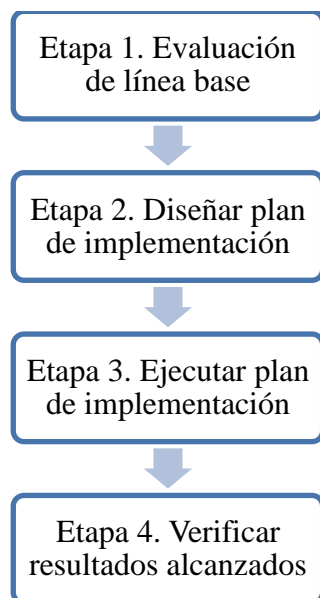 Etapa 1. Evaluación
de línea base
Etapa 2. Diseñar plan
de implementación
Etapa 3. Ejecutar plan
de implementación
Etapa 4. Verificar
resultados alcanzados